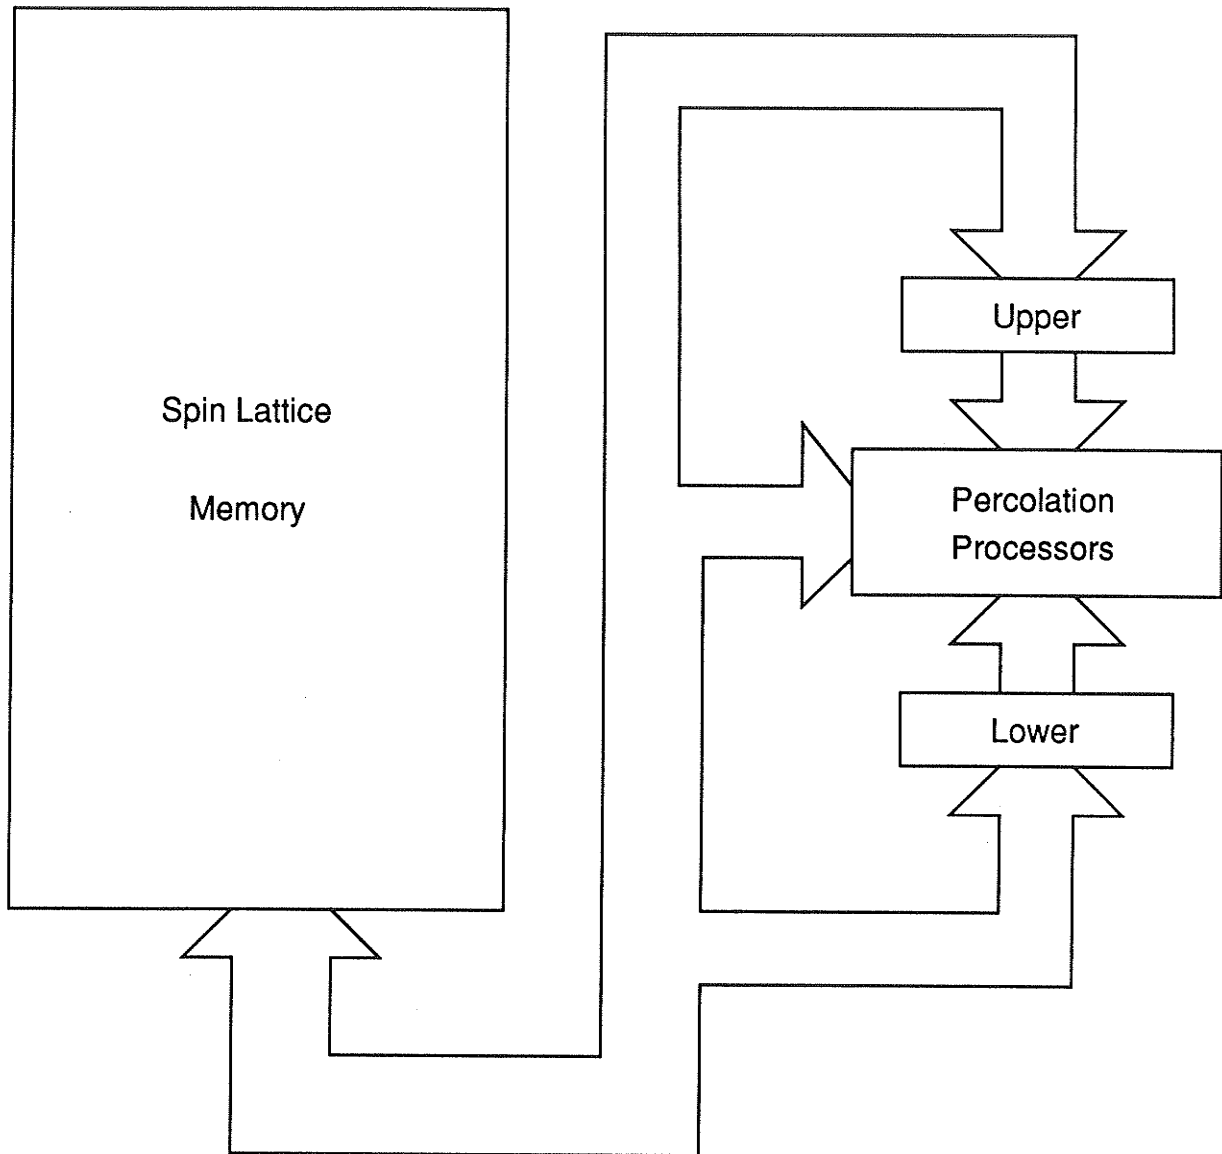 Spin Lattice
Memory
Upper
Percolation
Processors
Lower